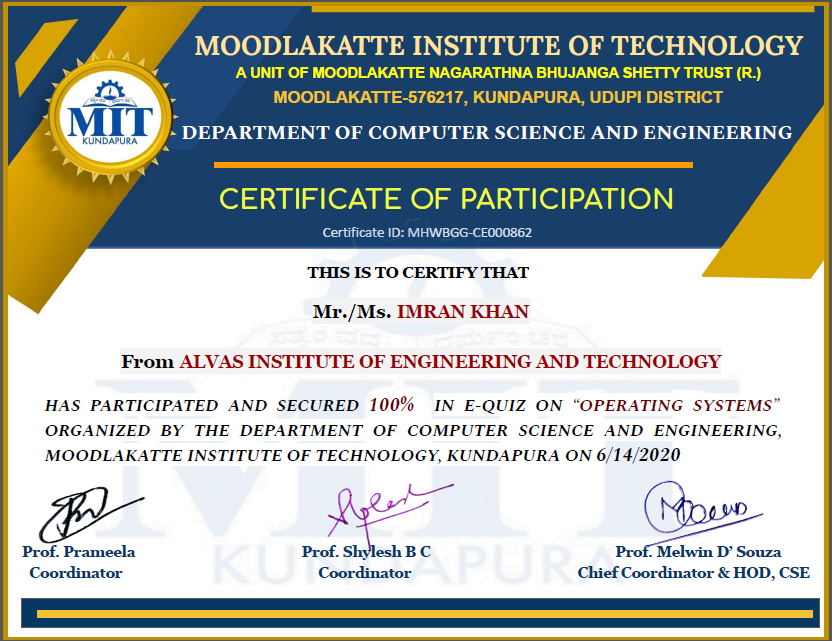 MOODLAKATTE INSTITUTE OF TECHNOLOGY
A UNIT OF MOODLAKATTE NAGARATHNA BHUJANGA SHETTY TRUST (R.)
MOODLAKATTE-576217, KUNDAPURA, UDUPI DISTRICT
MIT
KUNDAPURA
DEPARTMENT OF COMPUTER SCIENCE AND ENGINEERING
CERTIFICATE OF PARTICIPATION
Certificate ID: MHWBGG-CE000862
THIS IS TO CERTIFY THAT
Mr./Ms. IMRAN KHAN
From ALVAS INSTITUTE OF ENGINEERING AND TECHNOLOGY
HAS PARTICIPATED AND SECURED 100% IN E-QUIZ ON “OPERATING SYSTEMS”
ORGANIZED BY THE DEPARTMENT OF COMPUTER SCIENCE AND ENGINEERING,
MOODLAKATTE INSTITUTE OF TECHNOLOGY, KUNDAPURA ON 6/14/2020
MIT
KUNDAPURA
Prof. Prameela
Coordinator
Prof. Shylesh B C
Coordinator
Prof. Melwin D’ Souza
Chief Coordinator & HOD, CSE